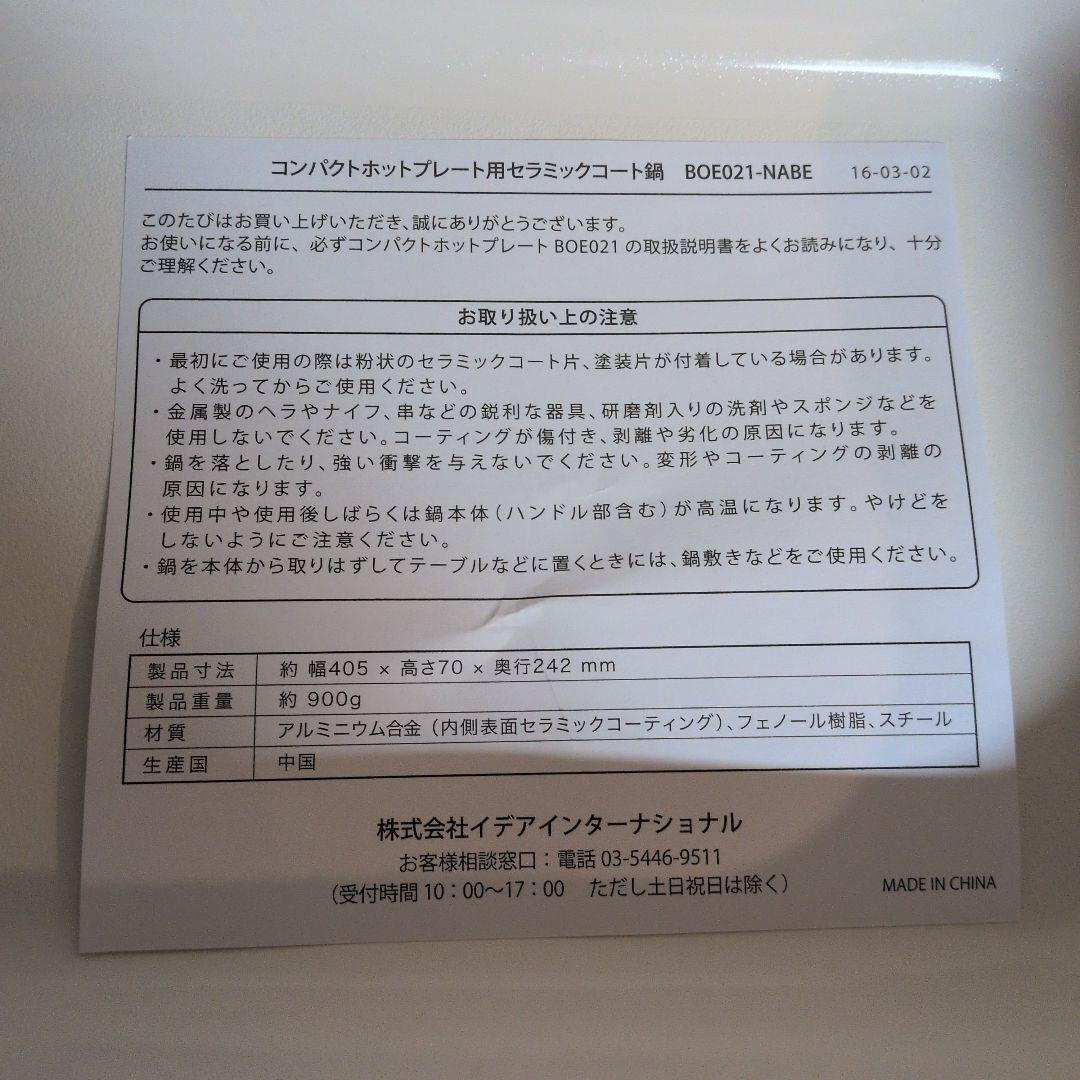 コンパクトホットプレート用セラミックコート鍋 BOE021-NABE 16-03-02
このたびはお買い上げいただき、誠にありがとうございます。
お使いになる前に、必ずコンパクトホットプレート BOE021 の取扱説明書をよくお読みになり、十分
ご理解ください。
お取り扱い上の注意
・最初にご使用の際は粉状のセラミックコート片、塗装片が付着している場合があります。
よく洗ってからご使用ください。
・金属製のヘラやナイフ、串などの鋭利な器具、研磨剤入りの洗剤やスポンジなどを
使用しないでください。コーティングが傷付き、剥離や劣化の原因になります。
・鍋を落としたり、強い衝撃を与えないでください。変形やコーティングの剥離の
原因になります。
・使用中や使用後しばらくは鍋本体(ハンドル部含む)が高温になります。やけどを
しないようにご注意ください。
・鍋を本体から取りはずしてテーブルなどに置くときには、鍋敷きなどをご使用ください。
仕様
製品寸法 約 幅405 × 高さ70 × 奥行242 mm
製品重量 約 900g
材質 アルミニウム合金(内側表面セラミックコーティング)、フェノール樹脂、スチール
生産国 中国
株式会社イデアインターナショナル
お客様相談窓口:電話 03-5446-9511
(受付時間 10:00〜17:00 ただし土日祝日は除く)
MADE IN CHINA